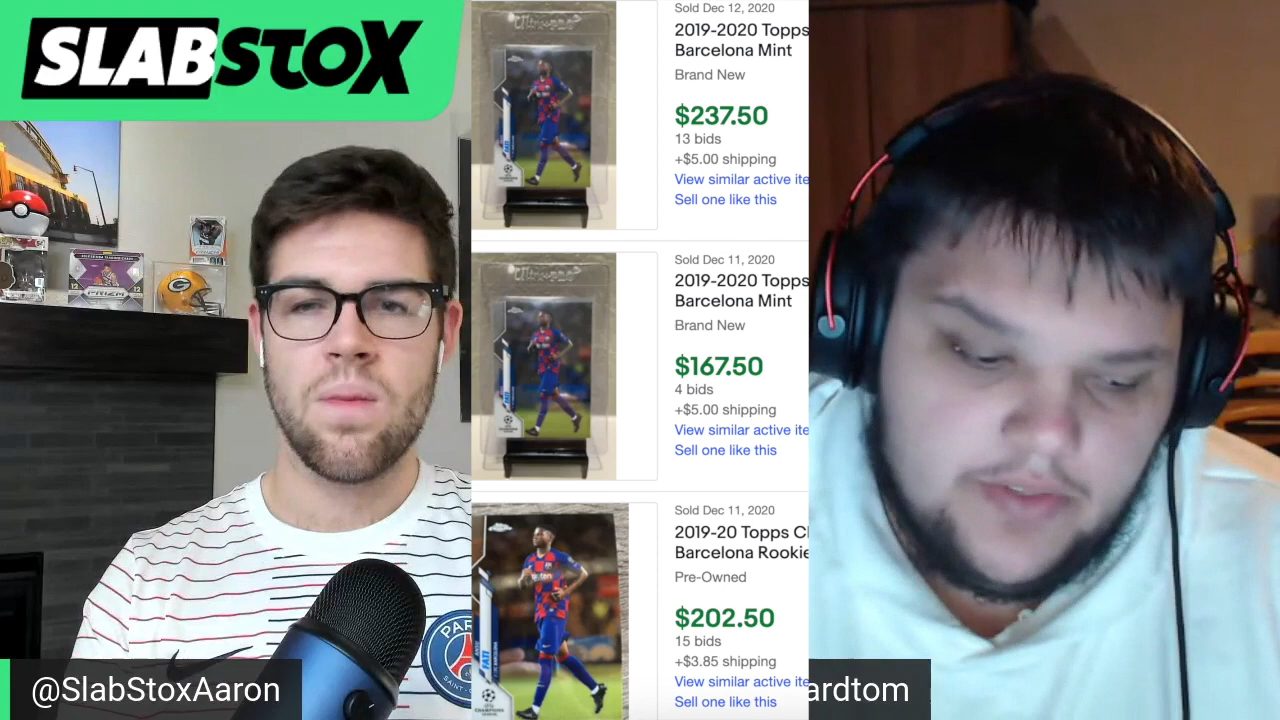 SLABSTOX
Sold Dec 12, 2020
2019-2020 Topps
Barcelona Mint
Brand New
$237.50
13 bids
+$5.00 shipping
View similar active ite
Sell one like this
Sold Dec 11, 2020
2019-2020 Topps
Barcelona Mint
Brand New
$167.50
4 bids
+$5.00 shipping
View similar active ite
Sell one like this
Sold Dec 11, 2020
2019-20 Topps C
Barcelona Rookie
Pre-Owned
$202.50
15 bids
+$3.85 shipping
View similar active ite
Sell one like this
FATI
PRIZM
PAR
@SlabStoxAaron
ardtom